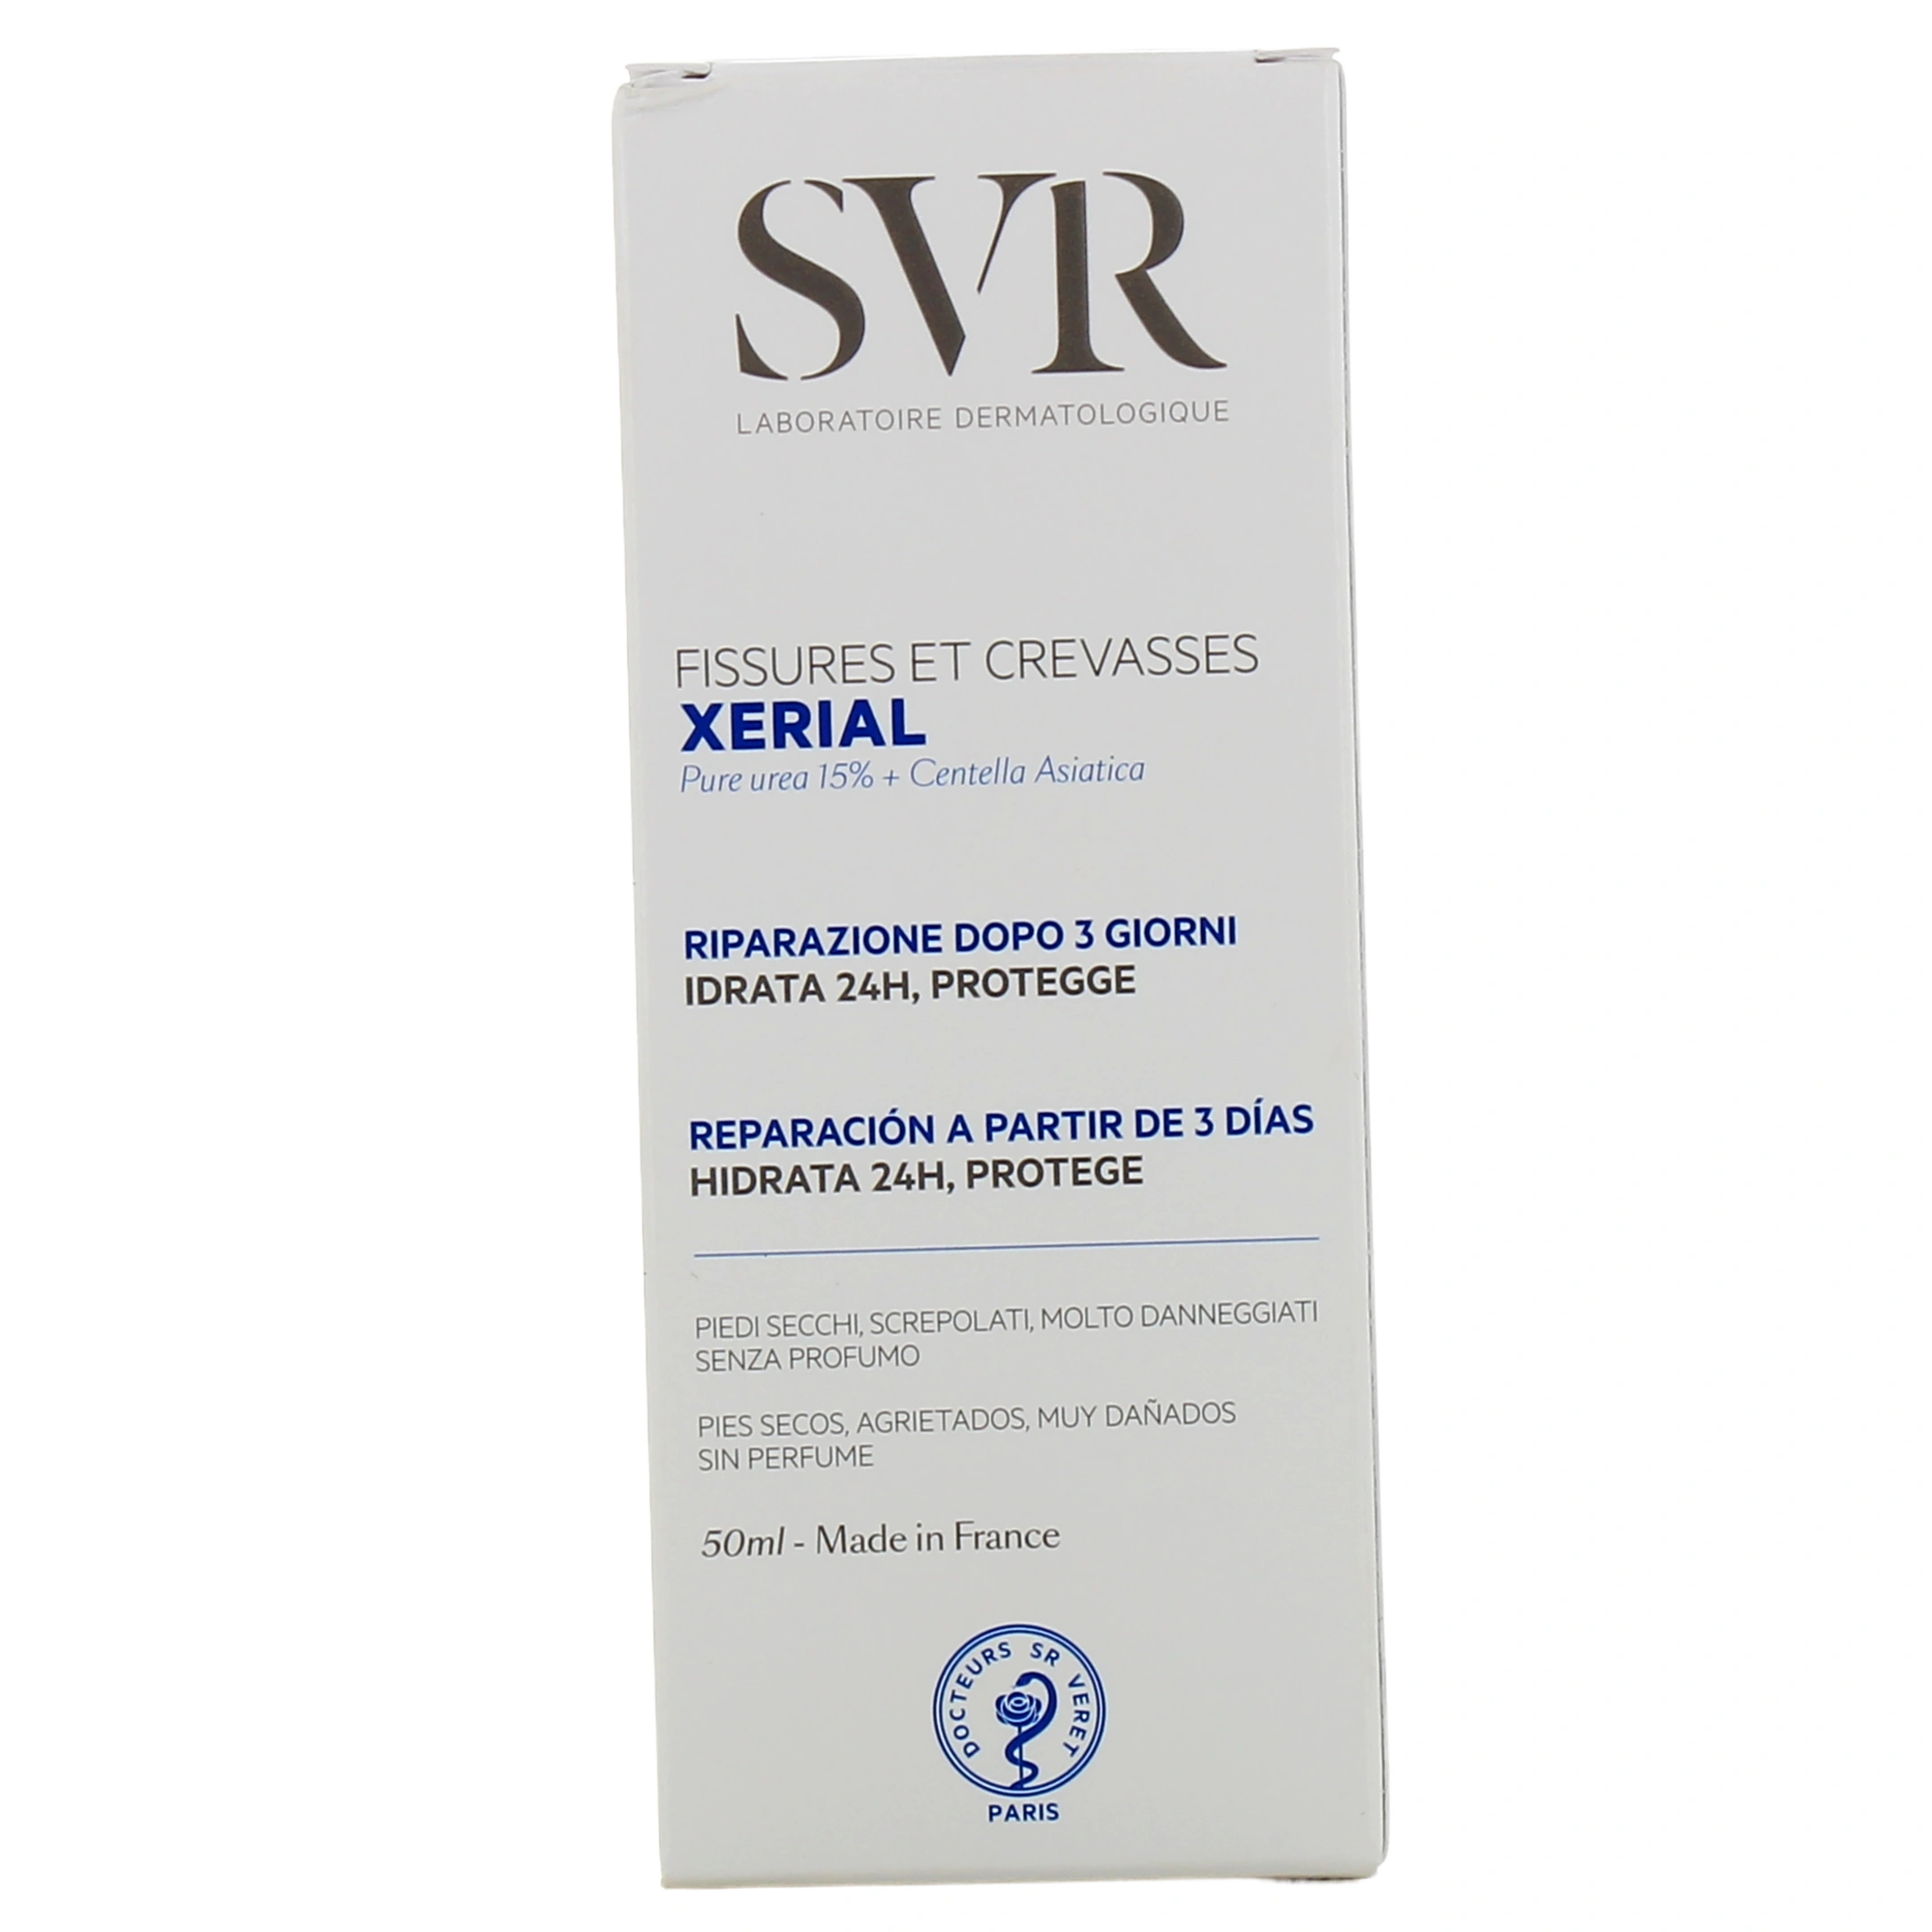 SVR
LABORATOIRE DERMATOLOGIQUE
FISSURES ET CREVASSES
XERIAL
Pure urea 15% + Centella Asiatica
RIPARAZIONE DOPO 3 GIORNI
IDRATA 24H, PROTEGGE
REPARACIÓN A PARTIR DE 3 DÍAS
HIDRATA 24H, PROTEGE
PIEDI SECCHI, SCREPOLATI, MOLTO DANNEGGIATI
SENZA PROFUMO
PIES SECOS, AGRIETADOS, MUY DAÑADOS
SIN PERFUME
50ml - Made in France
DOCTEURS SR VERET
PARIS